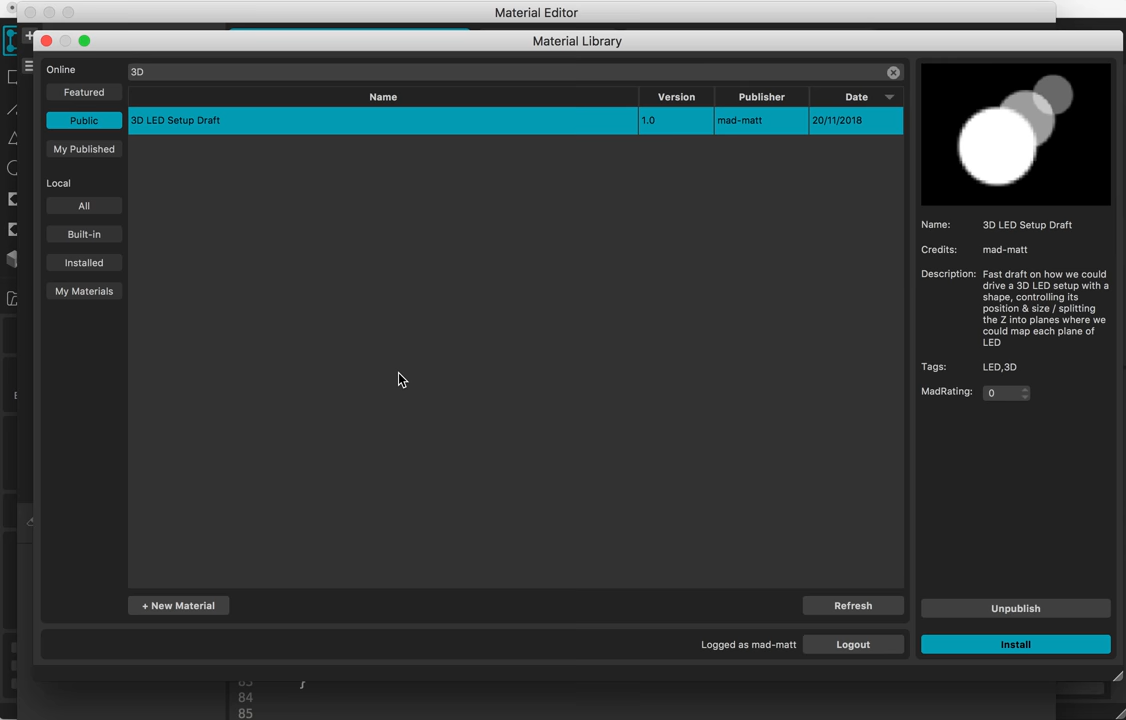 Material Editor
Material Library
Online
3D
Featured
Name Version Publisher Date
Public
3D LED Setup Draft 1.0 mad-matt 20/11/2018
My Published
Local
All
Built-in
Installed
My Materials
Name: 3D LED Setup Draft
Credits: mad-matt
Description: Fast draft on how we could
drive a 3D LED setup with a
shape, controlling its
position & size / splitting
the Z into planes where we
could map each plane of
LED
Tags: LED,3D
MadRating: 0
+ New Material Refresh
Unpublish
Logged as mad-matt Logout
Install
84
85